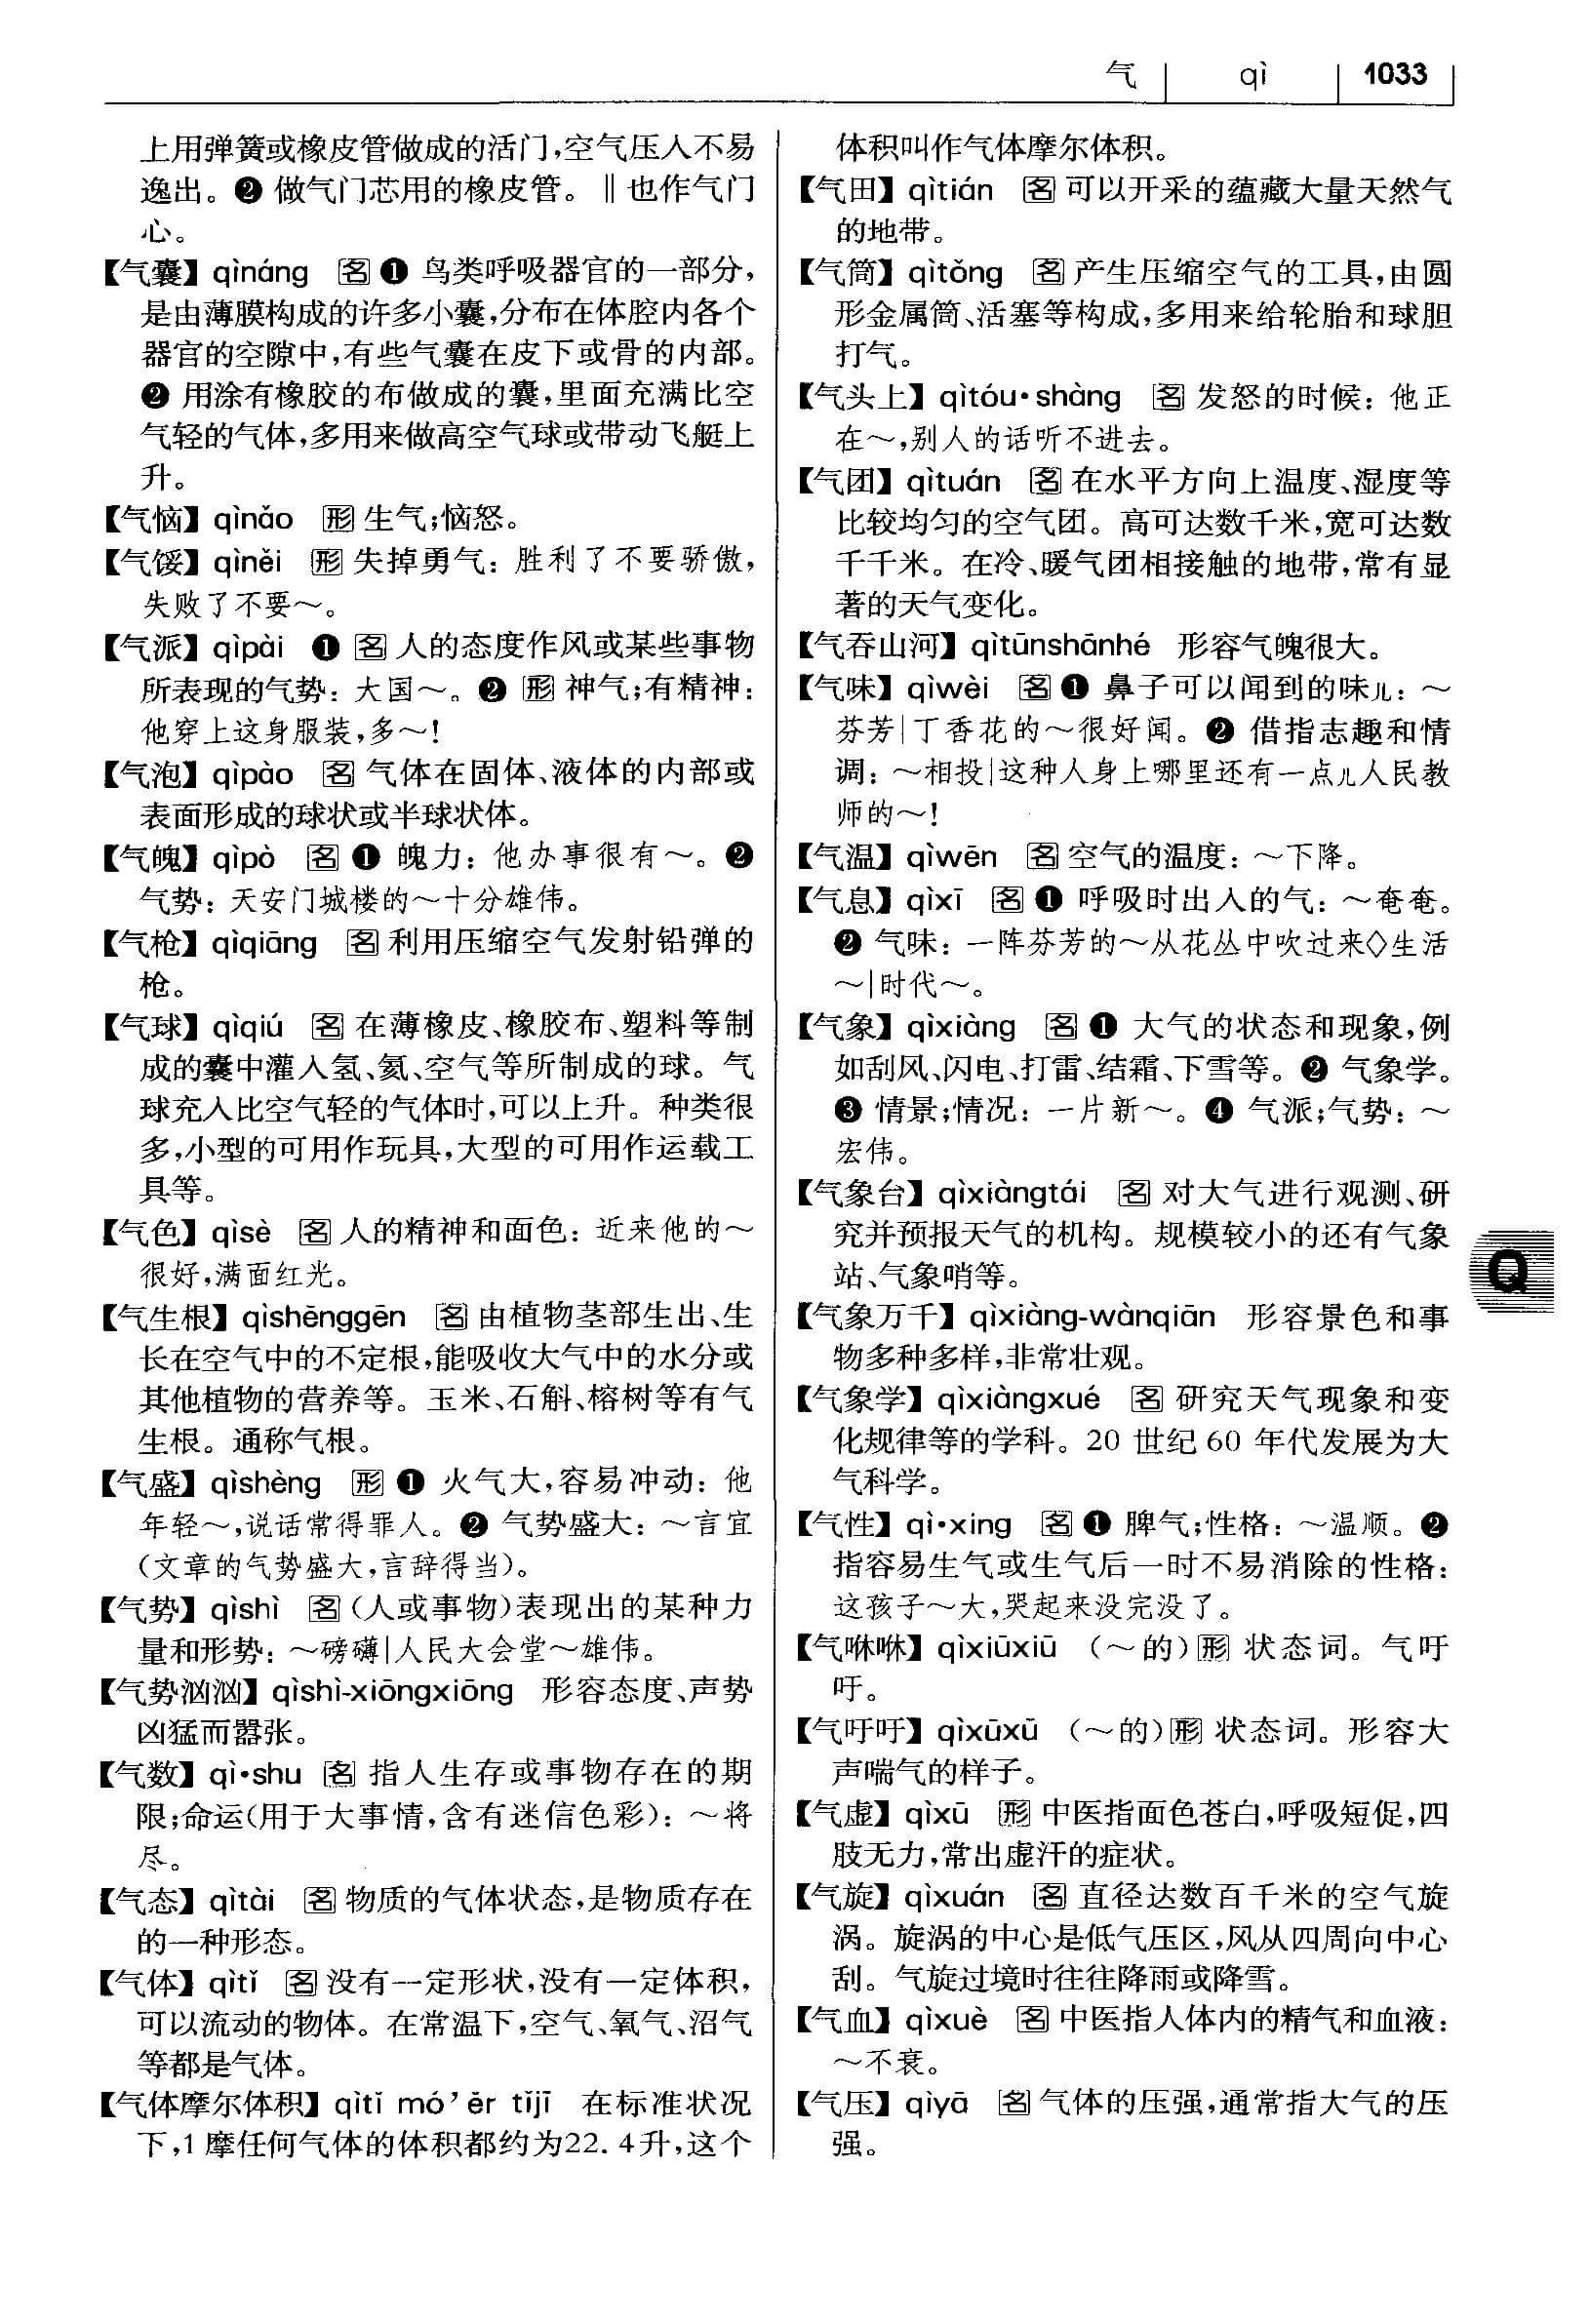 气 qì 1033
上用弹簧或橡皮管做成的活门,空气压入不易
逸出。❷ 做气门芯用的橡皮管。‖也作气门
心。
【气囊】qìnáng 名 ❶ 鸟类呼吸器官的一部分,
是由薄膜构成的许多小囊,分布在体腔内各个
器官的空隙中,有些气囊在皮下或骨的内部。
❷ 用涂有橡胶的布做成的囊,里面充满比空
气轻的气体,多用来做高空气球或带动飞艇上
升。
【气恼】qìnǎo 形 生气;恼怒。
【气馁】qìněi 形 失掉勇气:胜利了不要骄傲,
失败了不要～。
【气派】qìpài ❶ 名 人的态度作风或某些事物
所表现的气势:大国～。❷ 形 神气;有精神:
他穿上这身服装,多～!
【气泡】qìpào 名 气体在固体、液体的内部或
表面形成的球状或半球状体。
【气魄】qìpò 名 ❶ 魄力:他办事很有～。❷
气势:天安门城楼的～十分雄伟。
【气枪】qìqiāng 名 利用压缩空气发射铅弹的
枪。
【气球】qìqiú 名 在薄橡皮、橡胶布、塑料等制
成的囊中灌入氢、氦、空气等所制成的球。气
球充入比空气轻的气体时,可以上升。种类很
多,小型的可用作玩具,大型的可用作运载工
具等。
【气色】qìsè 名 人的精神和面色:近来他的～
很好,满面红光。
【气生根】qìshēnggēn 名 由植物茎部生出、生
长在空气中的不定根,能吸收大气中的水分或
其他植物的营养等。玉米、石斛、榕树等有气
生根。通称气根。
【气盛】qìshèng 形 ❶ 火气大,容易冲动:他
年轻～,说话常得罪人。❷ 气势盛大:～言宜
(文章的气势盛大,言辞得当)。
【气势】qìshì 名 (人或事物)表现出的某种力
量和形势:～磅礴|人民大会堂～雄伟。
【气势汹汹】qìshì-xiōngxiōng 形容态度、声势
凶猛而嚣张。
【气数】qì•shu 名 指人生存或事物存在的期
限;命运(用于大事情,含有迷信色彩):～将
尽。
【气态】qìtài 名 物质的气体状态,是物质存在
的一种形态。
【气体】qìtǐ 名 没有一定形状,没有一定体积,
可以流动的物体。在常温下,空气、氧气、沼气
等都是气体。
【气体摩尔体积】qìtǐ mó’ěr tǐjī 在标准状况
下,1摩任何气体的体积都约为22.4升,这个
体积叫作气体摩尔体积。
【气田】qìtián 名 可以开采的蕴藏大量天然气
的地带。
【气筒】qìtǒng 名 产生压缩空气的工具,由圆
形金属筒、活塞等构成,多用来给轮胎和球胆
打气。
【气头上】qìtóu•shàng 名 发怒的时候:他正
在～,别人的话听不进去。
【气团】qìtuán 名 在水平方向上温度、湿度等
比较均匀的空气团。高可达数千米,宽可达数
千千米。在冷、暖气团相接触的地带,常有显
著的天气变化。
【气吞山河】qìtūnshānhé 形容气魄很大。
【气味】qìwèi 名 ❶ 鼻子可以闻到的味儿:～
芬芳|丁香花的～很好闻。❷ 借指志趣和情
调:～相投|这种人身上哪里还有一点儿人民教
师的～!
【气温】qìwēn 名 空气的温度:～下降。
【气息】qìxī 名 ❶ 呼吸时出入的气:～奄奄。
❷ 气味:一阵芬芳的～从花丛中吹过来◇生活
～|时代～。
【气象】qìxiàng 名 ❶ 大气的状态和现象,例
如刮风、闪电、打雷、结霜、下雪等。❷ 气象学。
❸ 情景;情况:一片新～。❹ 气派;气势:～
宏伟。
【气象台】qìxiàngtái 名 对大气进行观测、研
究并预报天气的机构。规模较小的还有气象
站、气象哨等。
Q
【气象万千】qìxiàng-wànqiān 形容景色和事
物多种多样,非常壮观。
【气象学】qìxiàngxué 名 研究天气现象和变
化规律等的学科。20世纪60年代发展为大
气科学。
【气性】qì•xing 名 ❶ 脾气;性格:～温顺。❷
指容易生气或生气后一时不易消除的性格:
这孩子～大,哭起来没完没了。
【气咻咻】qìxiūxiū (～的)形 状态词。气吁
吁。
【气吁吁】qìxūxū (～的)形 状态词。形容大
声喘气的样子。
【气虚】qìxū 形 中医指面色苍白,呼吸短促,四
肢无力,常出虚汗的症状。
【气旋】qìxuán 名 直径达数百千米的空气旋
涡。旋涡的中心是低气压区,风从四周向中心
刮。气旋过境时往往降雨或降雪。
【气血】qìxuè 名 中医指人体内的精气和血液:
～不衰。
【气压】qìyā 名 气体的压强,通常指大气的压
强。